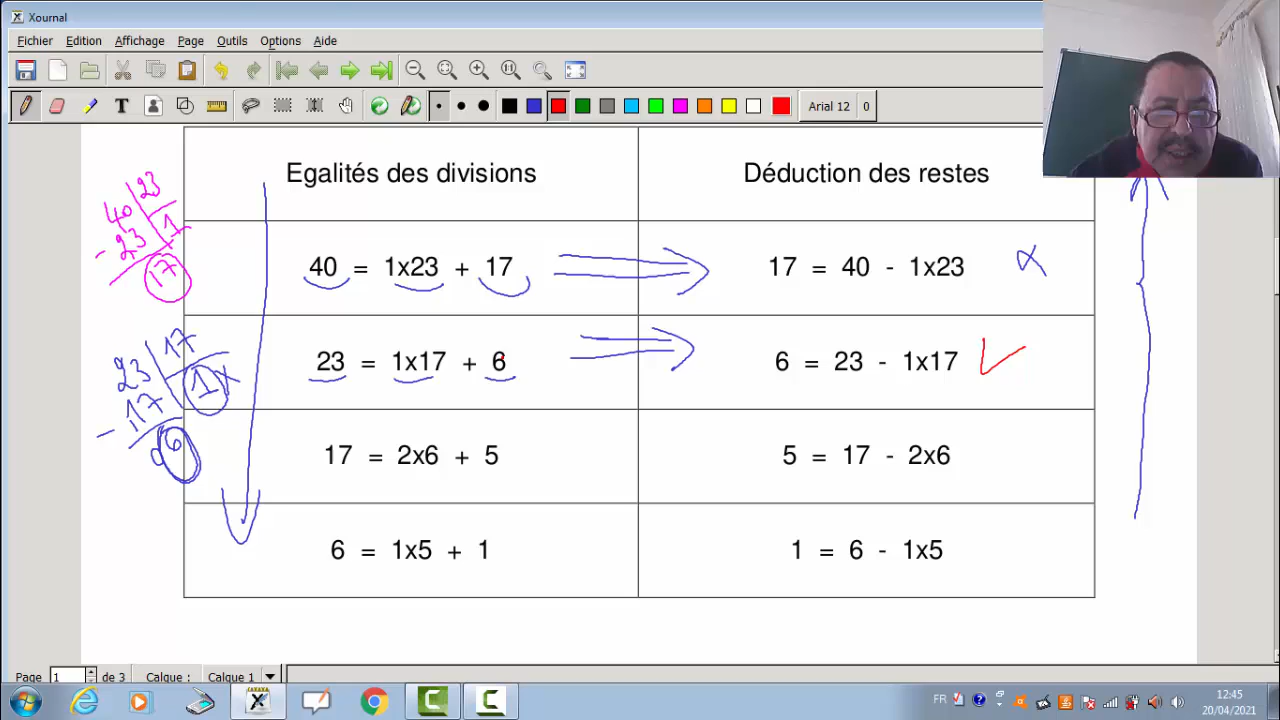 Xournal
Fichier Edition Affichage Page Outils Options Aide
Arial 12 0
Egalités des divisions Déduction des restes
40 = 1x23 + 17 17 = 40 - 1x23
23 = 1x17 + 6 6 = 23 - 1x17
17 = 2x6 + 5 5 = 17 - 2x6
6 = 1x5 + 1 1 = 6 - 1x5
40 23
- 23 1
17
23 17
- 17 1
06
Page 1 de 3 Calque : Calque 1
FR 12:45
20/04/2021